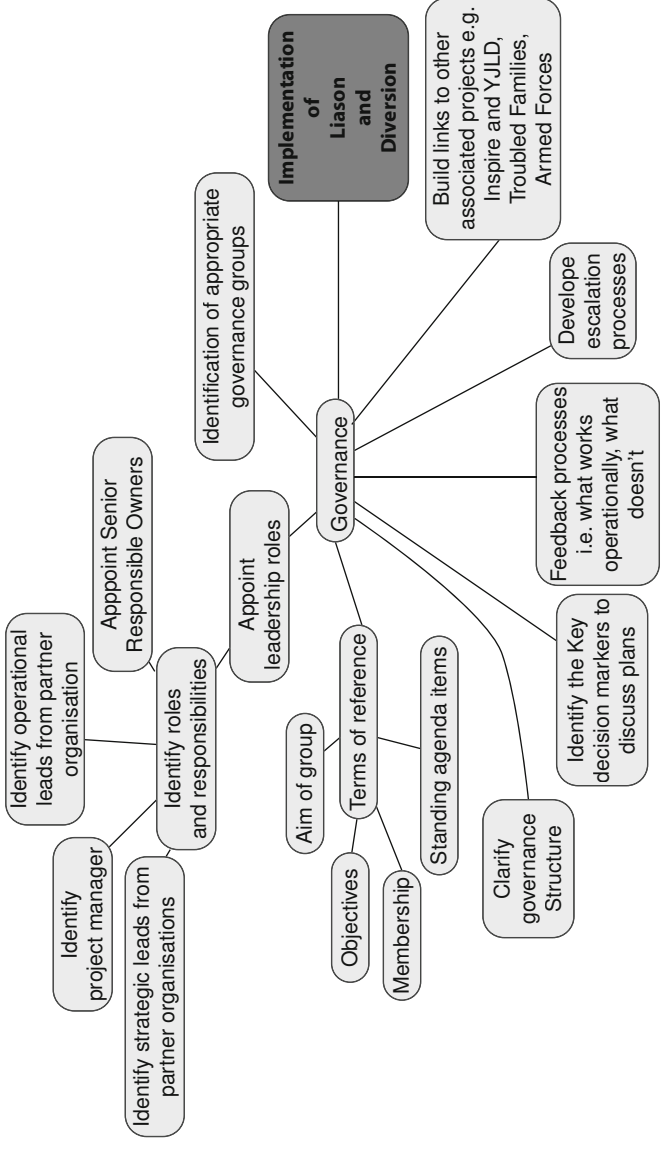 Implementation
of
Liason
and
Diversion
Build links to other
associated projects e.g.
Inspire and YJLD,
Troubled Families,
Armed Forces
Identification of appropriate
governance groups
Develope
escalation
processes
Governance
Feedback processes
i.e. what works
operationally, what
doesn't
Apppoint Senior
Responsible Owners
Appoint
leadership roles
Identify operational
leads from partner
organisation
Identify roles
and responsibilities
Terms of reference
Aim of group
Standing agenda items
Identify the Key
decision markers to
discuss plans
Identify
project manager
Identify strategic leads from
partner organisations
Objectives
Membership
Clarify
governance
Structure